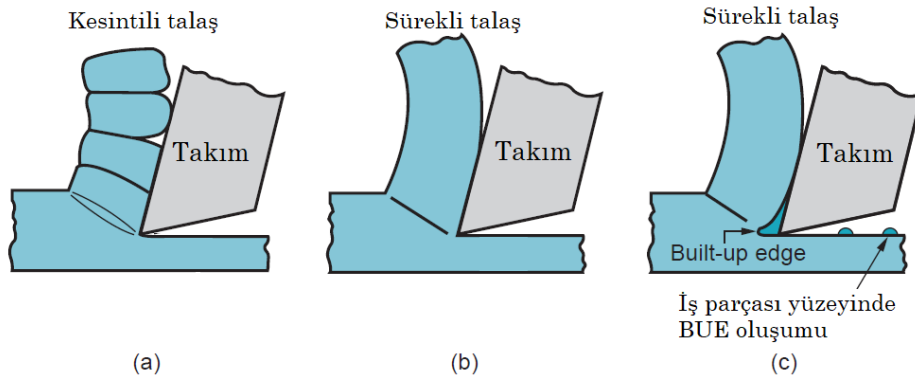 Kesintili talaş
Sürekli talaş
Sürekli talaş
Takım
Takım
Takım
Built-up edge
İş parçası yüzeyinde
BUE oluşumu
(a)
(b)
(c)